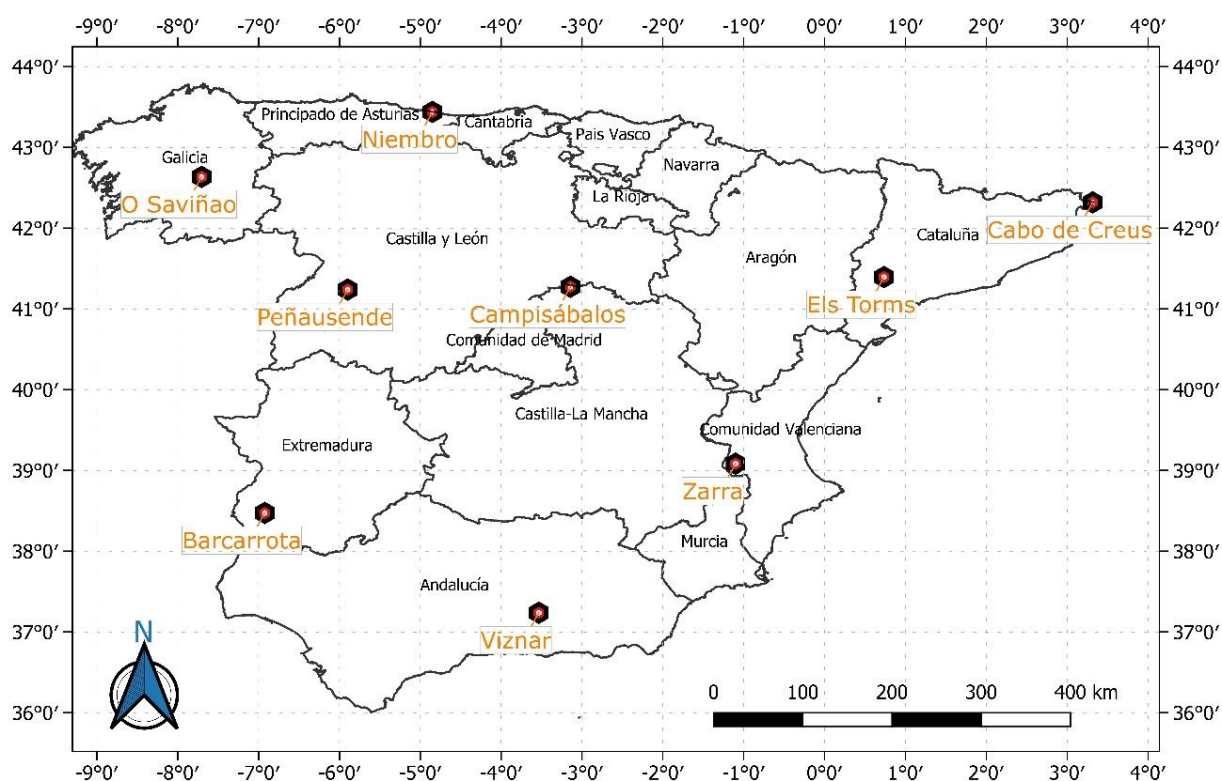 -9°0′ -8°0′ -7°0′ -6°0′ -5°0′ -4°0′ -3°0′ -2°0′ -1°0′ 0°0′ 1°0′ 2°0′ 3°0′ 4°0′
44°0′ 44°0′
Principado de Asturias
Cantabria
Niembro
Pais Vasco
43°0′ 43°0′
Galicia
Navarra
O Saviñao
La Rioja
42°0′ 42°0′
Castilla y León
Cabo de Creus
Cataluña
Aragón
Peñausende
Campisábalos
Els Torms
41°0′ 41°0′
Comunidad de Madrid
40°0′ 40°0′
Castilla-La Mancha
Comunidad Valenciana
Extremadura
39°0′ 39°0′
Zarra
Barcarrota
38°0′ 38°0′
Murcia
Andalucía
37°0′ 37°0′
N
Víznar
0 100 200 300 400 km
36°0′ 36°0′
-9°0′ -8°0′ -7°0′ -6°0′ -5°0′ -4°0′ -3°0′ -2°0′ -1°0′ 0°0′ 1°0′ 2°0′ 3°0′ 4°0′